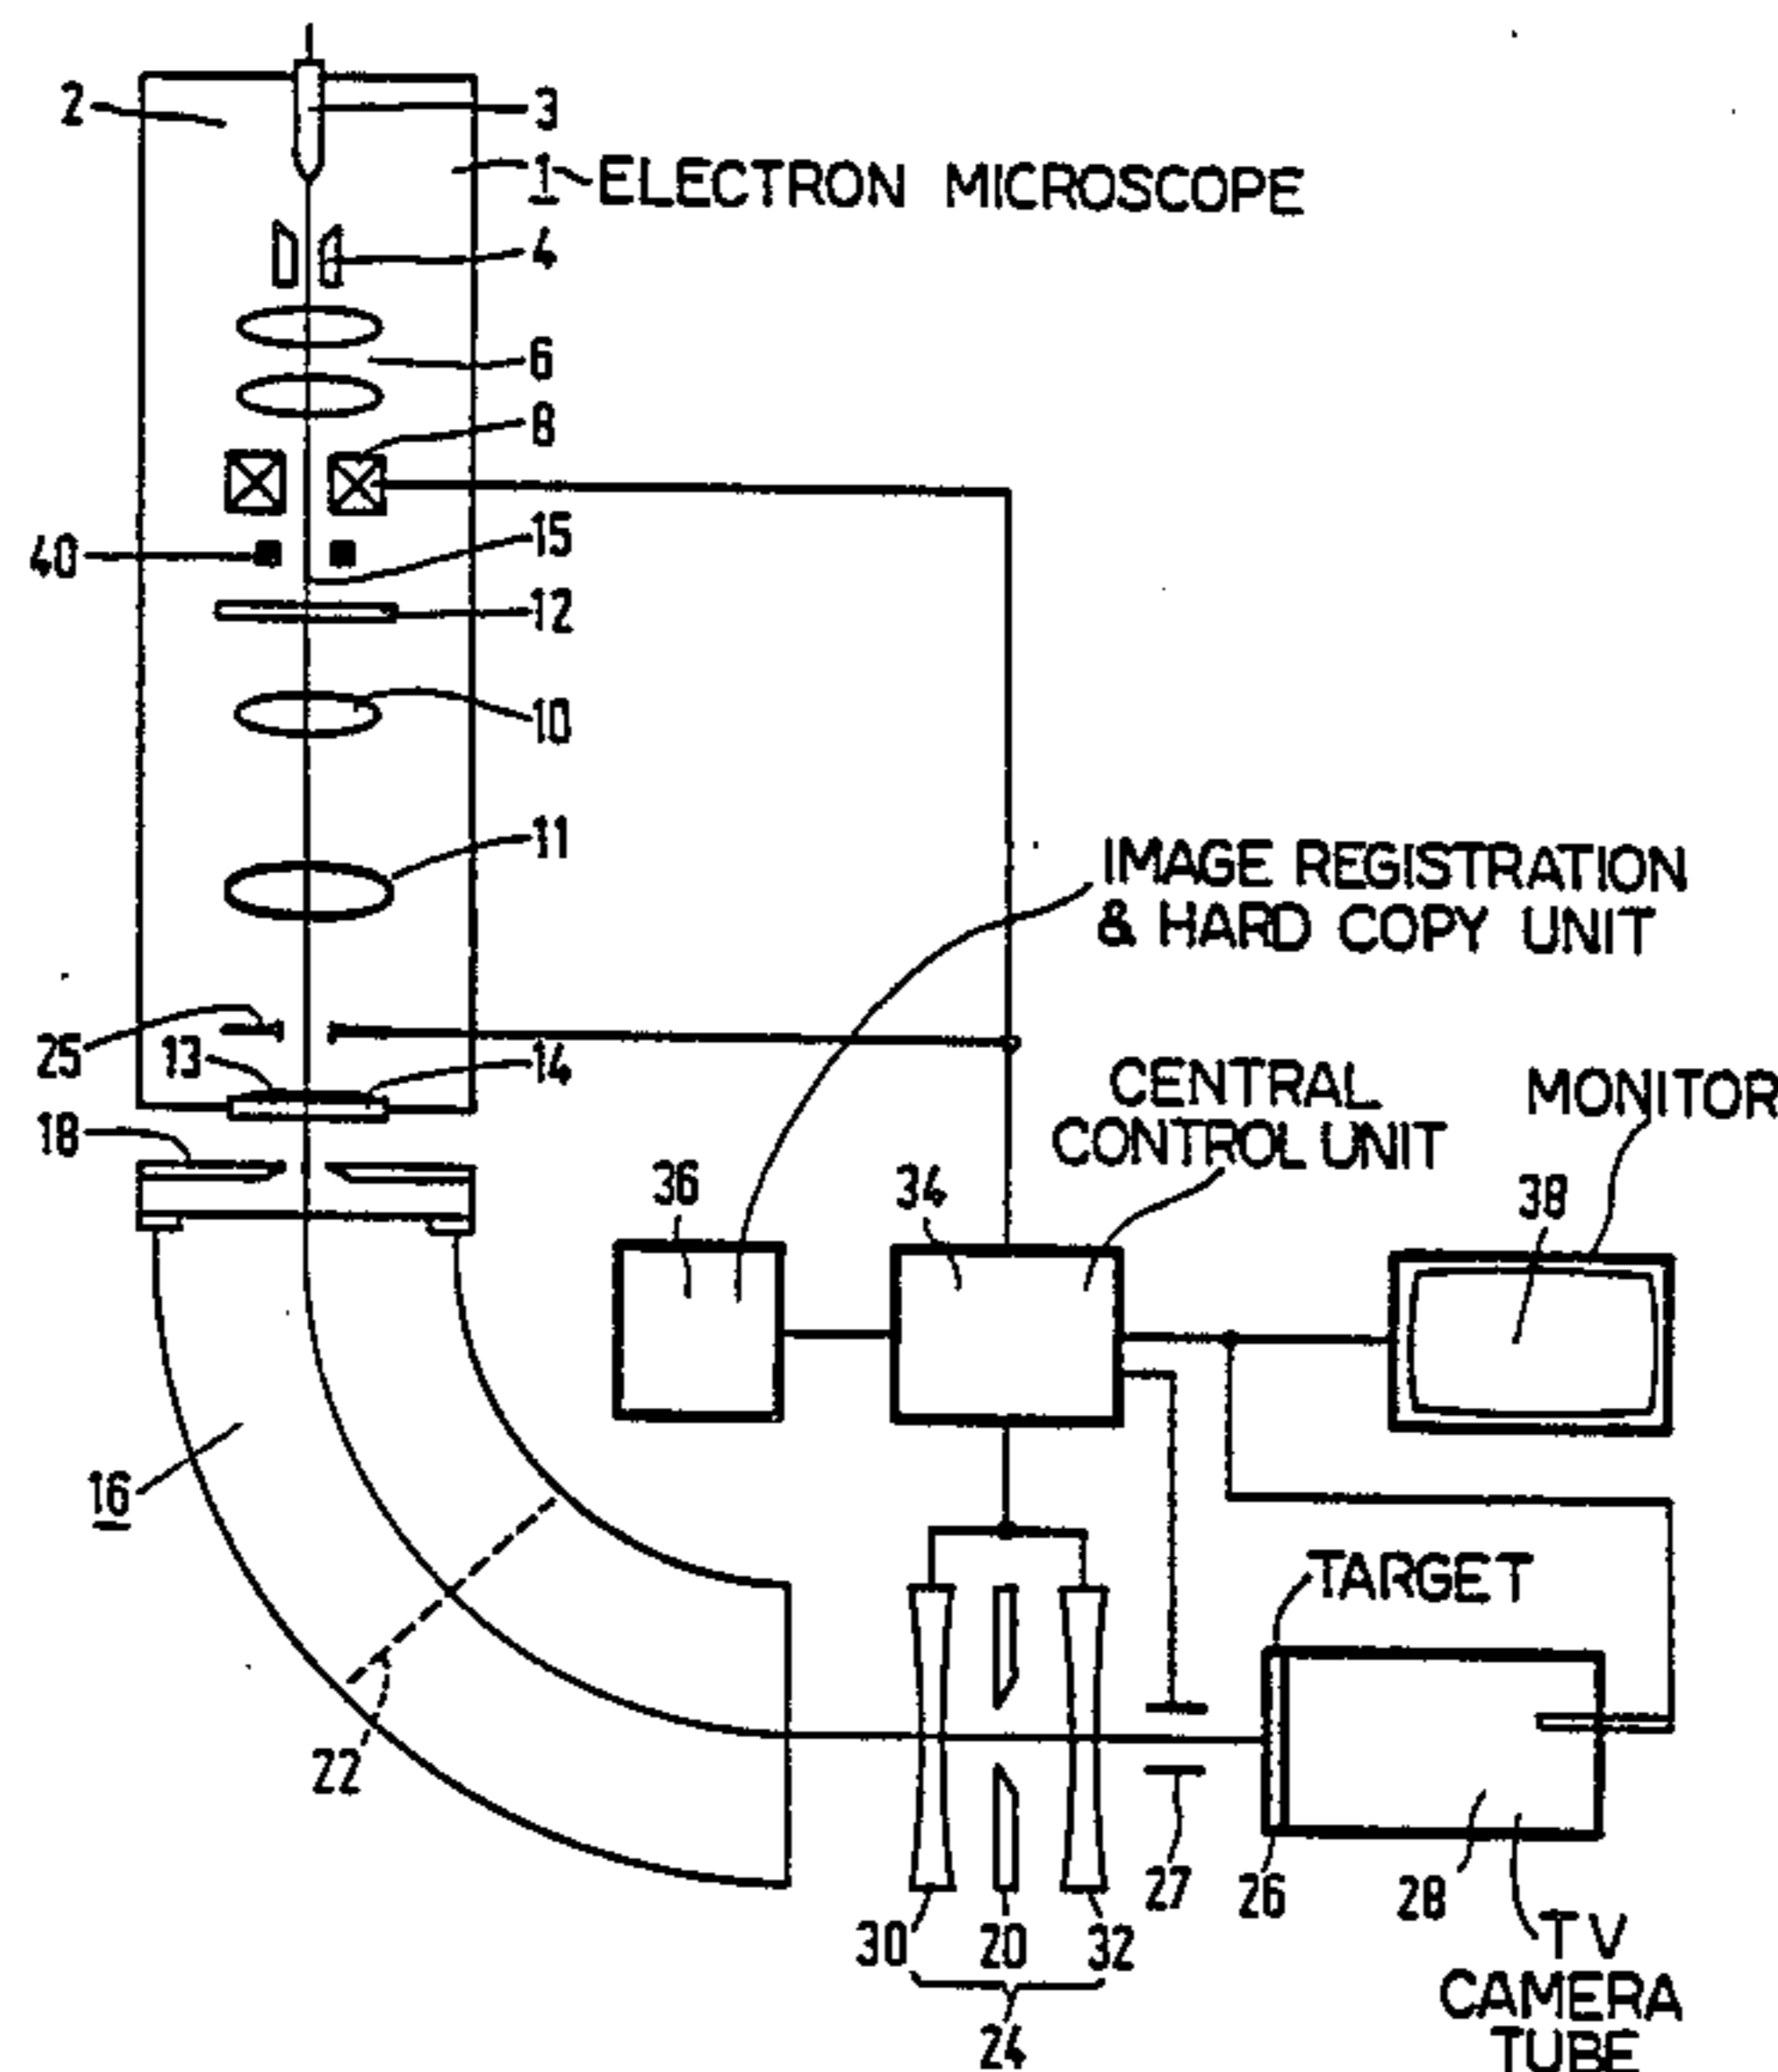 2
3
1 ELECTRON MICROSCOPE
4
6
8
15
40
12
10
11
IMAGE REGISTRATION
& HARD COPY UNIT
25
13
14
18
CENTRAL
CONTROL UNIT
MONITOR
36
34
38
16
22
TARGET
27
26
28
30
20
32
24
TV
CAMERA
TUBE